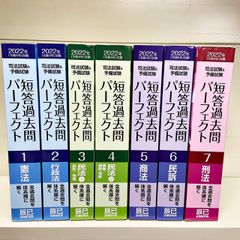 2022年
司法試験&
予備試験
短答過去問
パーフェクト
1
憲法
辰已
2022年
司法試験&
予備試験
短答過去問
パーフェクト
2
行政法
辰已
2022年
司法試験&
予備試験
短答過去問
パーフェクト
3
民法
辰已
2022年
司法試験&
予備試験
短答過去問
パーフェクト
4
民法
辰已
2022年
司法試験&
予備試験
短答過去問
パーフェクト
5
商法
辰已
2022年
司法試験&
予備試験
短答過去問
パーフェクト
6
民訴
辰已
2022年
司法試験&
予備試験
短答過去問
パーフェクト
7
刑法
辰已